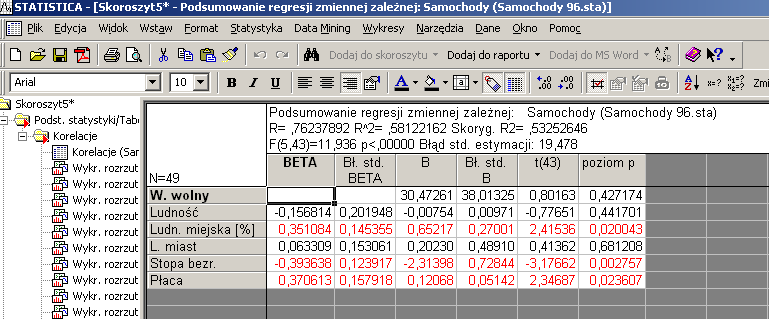 STATISTICA - [Skoroszyt5* - Podsumowanie regresji zmiennej zależnej: Samochody (Samochody 96.sta)]
Plik Edycja Widok Wstaw Format Statystyka Data Mining Wykresy Narzędzia Dane Okno Pomoc
Dodaj do skoroszytu Dodaj do raportu Dodaj do MS Word
Arial 10 B I U
Skoroszyt5*
Podst. statystyki/Tabe
Korelacje
Korelacje (Sam
Wykr. rozrzut
Wykr. rozrzut
Wykr. rozrzut
Wykr. rozrzut
Wykr. rozrzut
Wykr. rozrzut
Wykr. rozrzut
Wykr. rozrzut
Wykr. rozrzut
Podsumowanie regresji zmiennej zależnej: Samochody (Samochody 96.sta)
R= ,76237892 R^2= ,58122162 Skoryg. R2= ,53252646
F(5,43)=11,936 p<,00000 Błąd std. estymacji: 19,478
N=49 BETA Bł. std. BETA B Bł. std. B t(43) poziom p
W. wolny 30,47261 38,01325 0,80163 0,427174
Ludność -0,156814 0,201948 -0,00754 0,00971 -0,77651 0,441701
Ludn. miejska [%] 0,351084 0,145355 0,65217 0,27001 2,41536 0,020043
L. miast 0,063309 0,153061 0,20230 0,48910 0,41362 0,681208
Stopa bezr. -0,393638 0,123917 -2,31398 0,72844 -3,17662 0,002757
Płaca 0,370613 0,157918 0,12068 0,05142 2,34687 0,023607